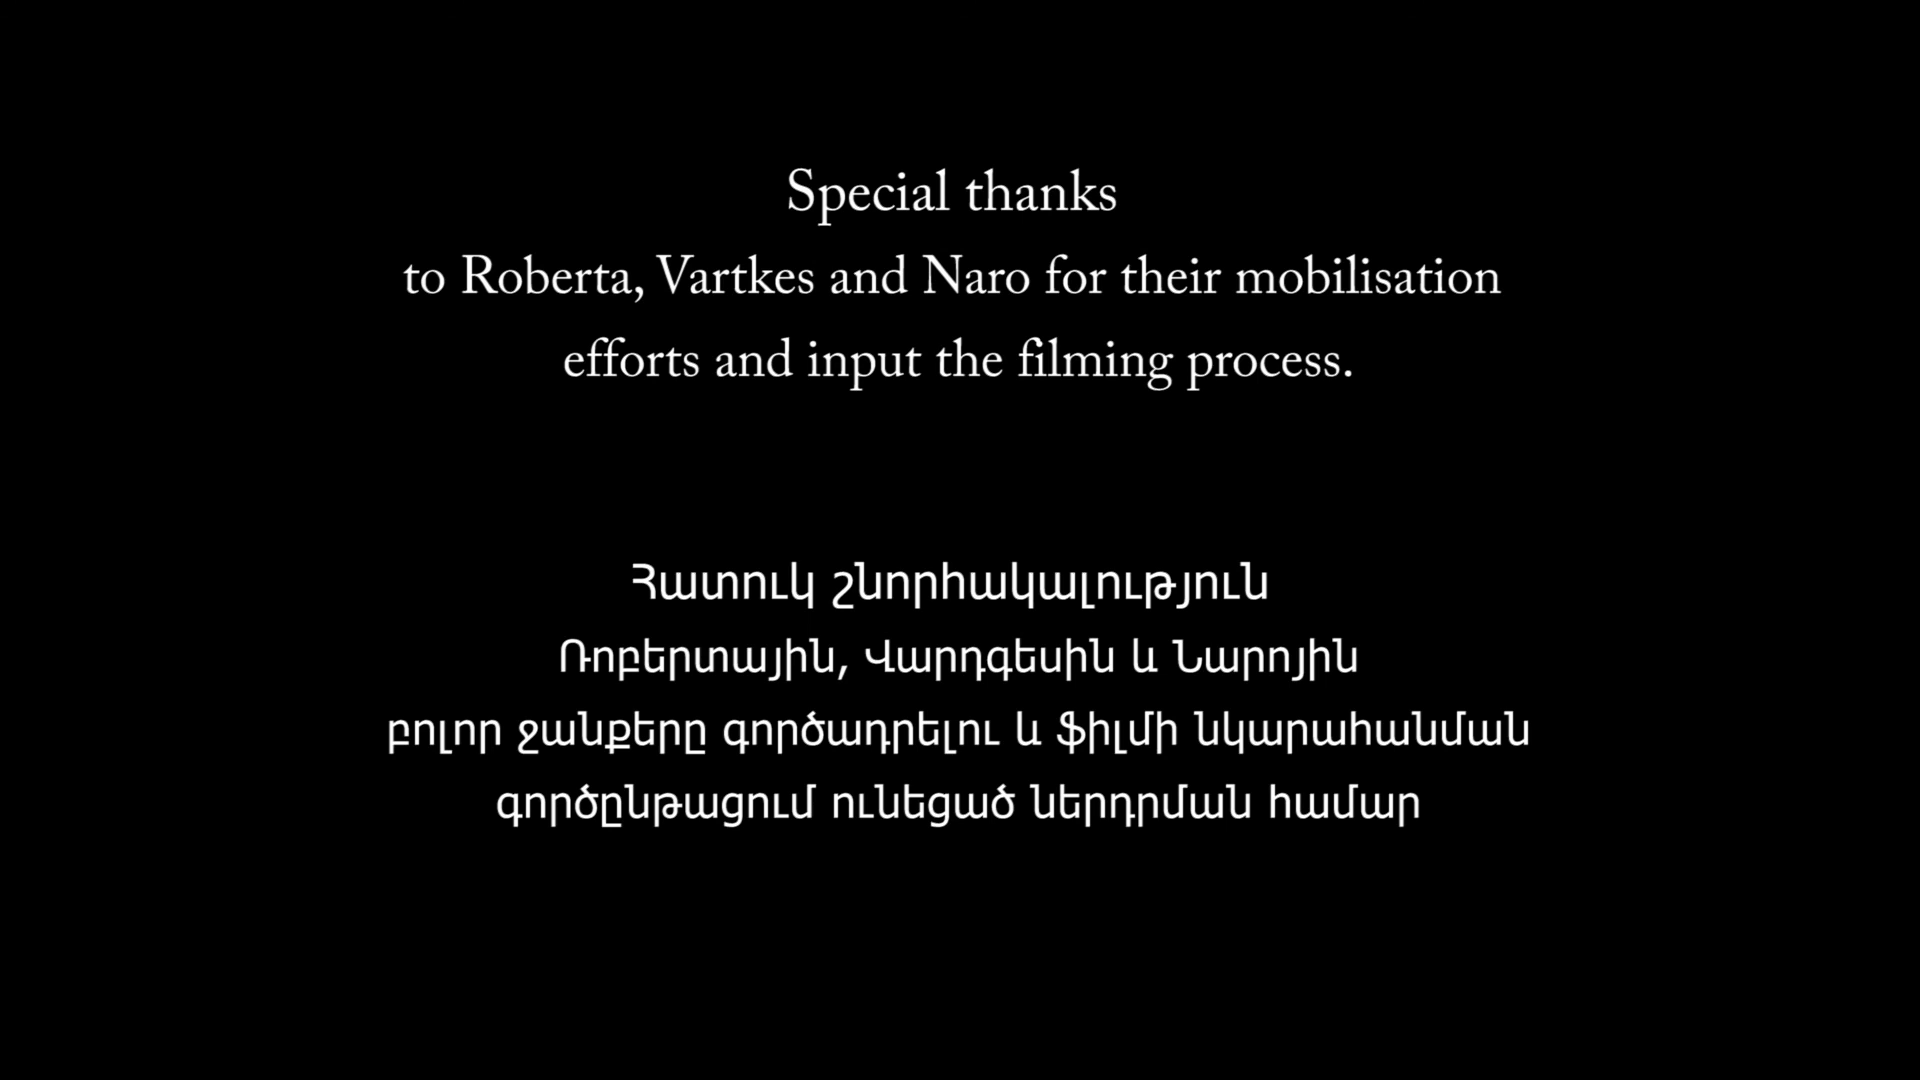 Special thanks
to Roberta, Vartkes and Naro for their mobilisation
efforts and input the filming process.
Հատուկ շնորհակալություն
Ռոբերտային, Վարդգեսին և Նարոյին
բոլոր ջանքերը գործադրելու և ֆիլմի նկարահանման
գործընթացում ունեցած ներդրման համար